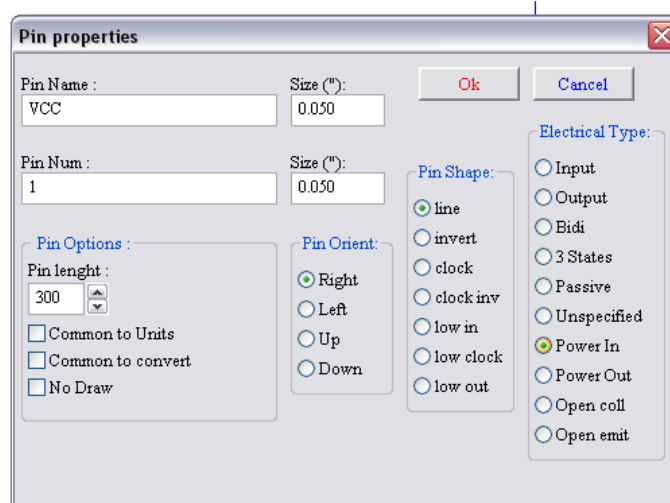 Pin properties
Pin Name :
VCC
Size ("):
0.050
Ok
Cancel
Pin Num :
1
Size ("):
0.050
Pin Options :
Pin lenght :
300
Common to Units
Common to convert
No Draw
Pin Orient:
Right
Left
Up
Down
Pin Shape:
line
invert
clock
clock inv
low in
low clock
low out
Electrical Type:
Input
Output
Bidi
3 States
Passive
Unspecified
Power In
Power Out
Open coll
Open emit